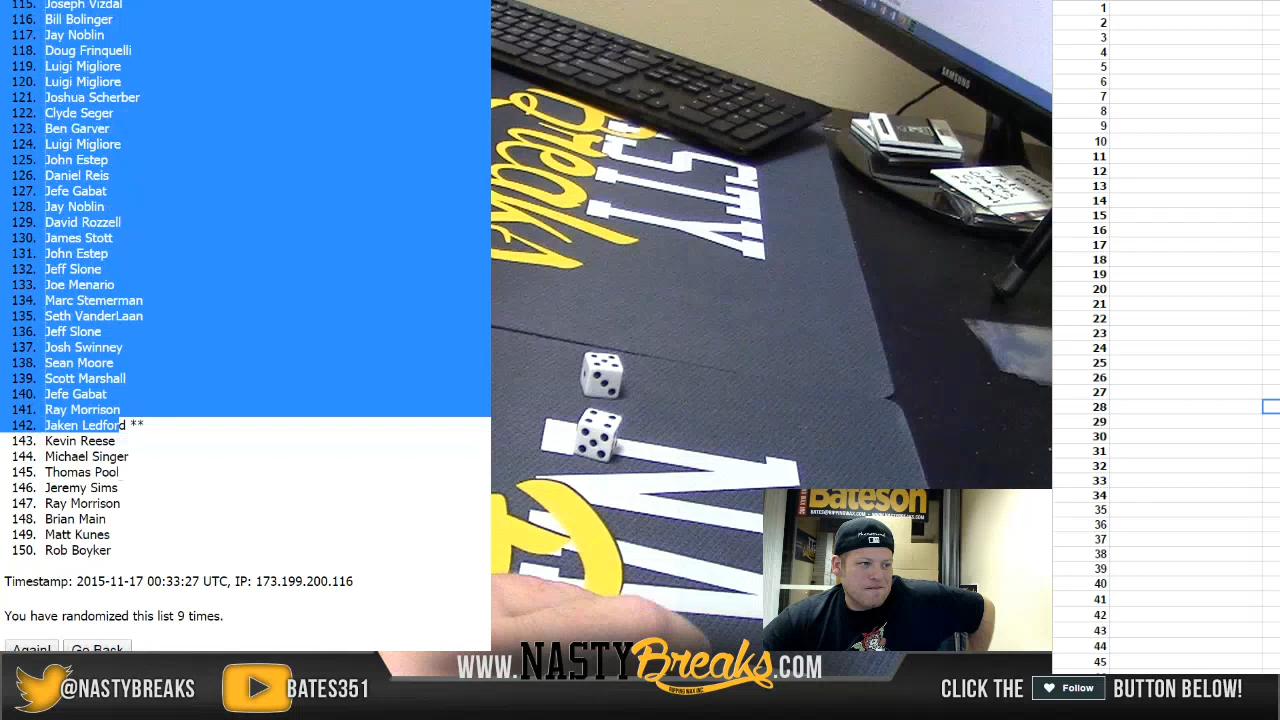 115. Joseph Vizdal
116. Bill Bolinger
117. Jay Noblin
118. Doug Frinquelli
119. Luigi Migliore
120. Luigi Migliore
121. Joshua Scherber
122. Clyde Seger
123. Ben Garver
124. Luigi Migliore
125. John Estep
126. Daniel Reis
127. Jefe Gabat
128. Jay Noblin
129. David Rozzell
130. James Stott
131. John Estep
132. Jeff Slone
133. Joe Menario
134. Marc Stemerman
135. Seth VanderLaan
136. Jeff Slone
137. Josh Swinney
138. Sean Moore
139. Scott Marshall
140. Jefe Gabat
141. Ray Morrison
142. Jaken Ledford **
143. Kevin Reese
144. Michael Singer
145. Thomas Pool
146. Jeremy Sims
147. Ray Morrison
148. Brian Main
149. Matt Kunes
150. Rob Boyker
Timestamp: 2015-11-17 00:33:27 UTC, IP: 173.199.200.116
You have randomized this list 9 times.
Again! Go Back
SAMSUNG
NASTY
Breaks
Bateson
1
2
3
4
5
6
7
8
9
10
11
12
13
14
15
16
17
18
19
20
21
22
23
24
25
26
27
28
29
30
31
32
33
34
35
36
37
38
39
40
41
42
43
44
45
@NASTYBREAKS
BATES351
WWW.NASTYBreaks.COM
RIPPING WAX INC
CLICK THE Follow BUTTON BELOW!